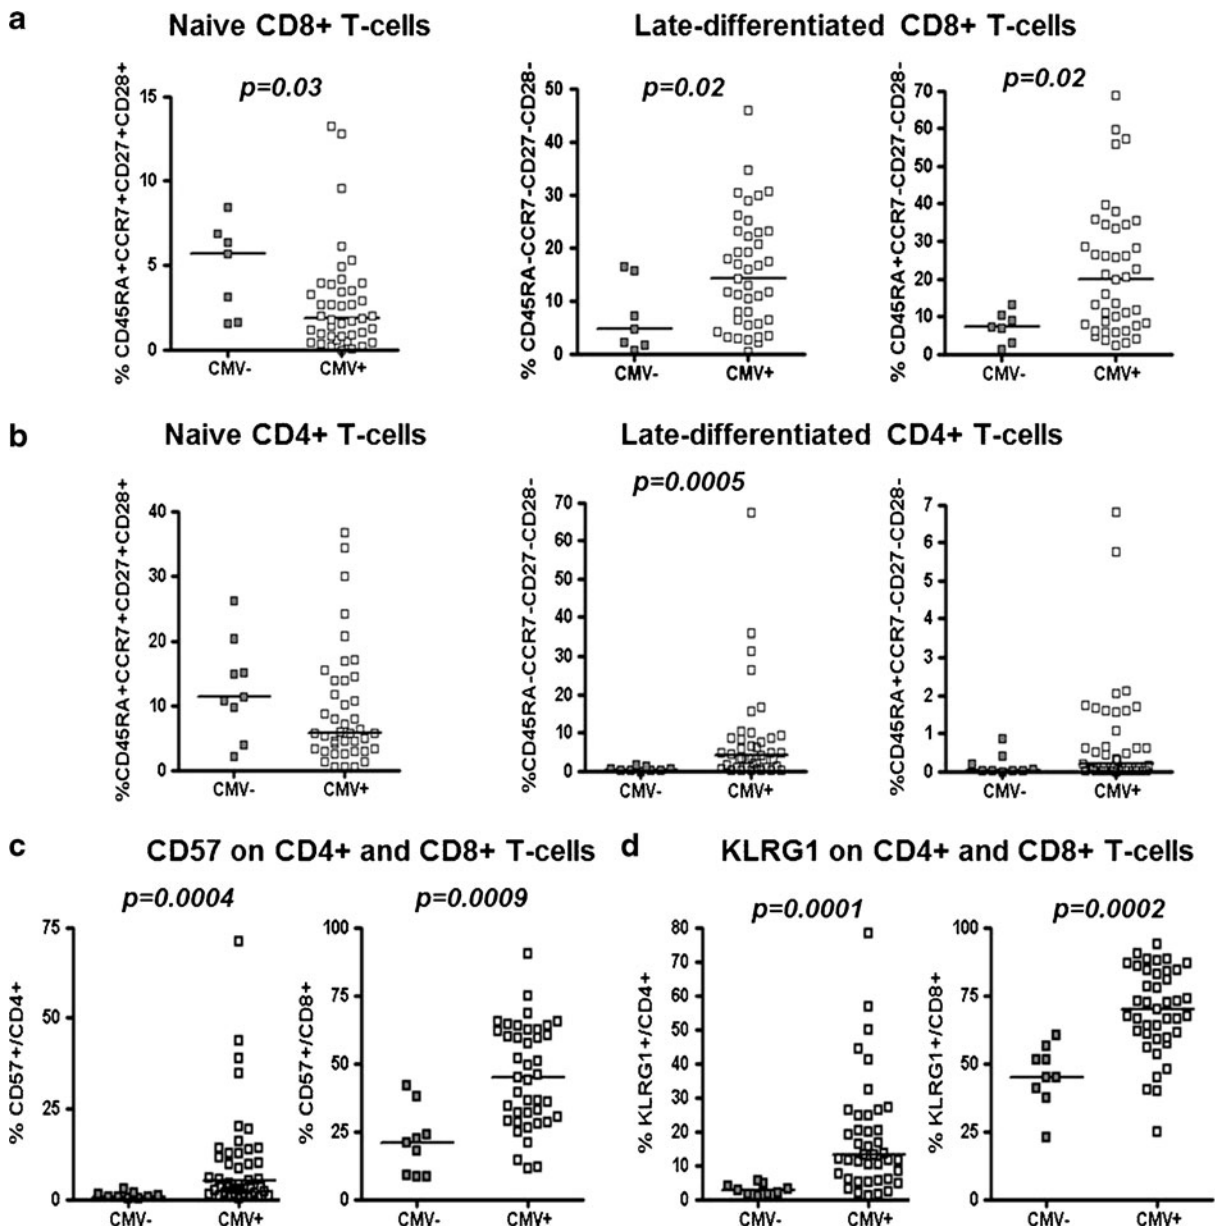 a
Naive CD8+ T-cells
Late-differentiated CD8+ T-cells
% CD45RA+CCR7+CD27+CD28+
p=0.03
15
10
5
0
CMV-
CMV+
% CD45RA-CCR7-CD27-CD28-
p=0.02
50
40
30
20
10
0
CMV-
CMV+
% CD45RA+CCR7-CD27-CD28-
p=0.02
70
60
50
40
30
20
10
0
CMV-
CMV+
b
Naive CD4+ T-cells
Late-differentiated CD4+ T-cells
%CD45RA+CCR7+CD27+CD28+
40
30
20
10
0
CMV-
CMV+
%CD45RA-CCR7-CD27-CD28-
p=0.0005
70
60
50
40
30
20
10
0
CMV-
CMV+
%CD45RA+CCR7-CD27-CD28-
7
6
5
4
3
2
1
0
CMV-
CMV+
c
CD57 on CD4+ and CD8+ T-cells
% CD57+/CD4+
p=0.0004
75
50
25
0
CMV-
CMV+
% CD57+/CD8+
p=0.0009
100
75
50
25
0
CMV-
CMV+
d
KLRG1 on CD4+ and CD8+ T-cells
% KLRG1+/CD4+
p=0.0001
80
70
60
50
40
30
20
10
0
CMV-
CMV+
% KLRG1+/CD8+
p=0.0002
100
75
50
25
0
CMV-
CMV+